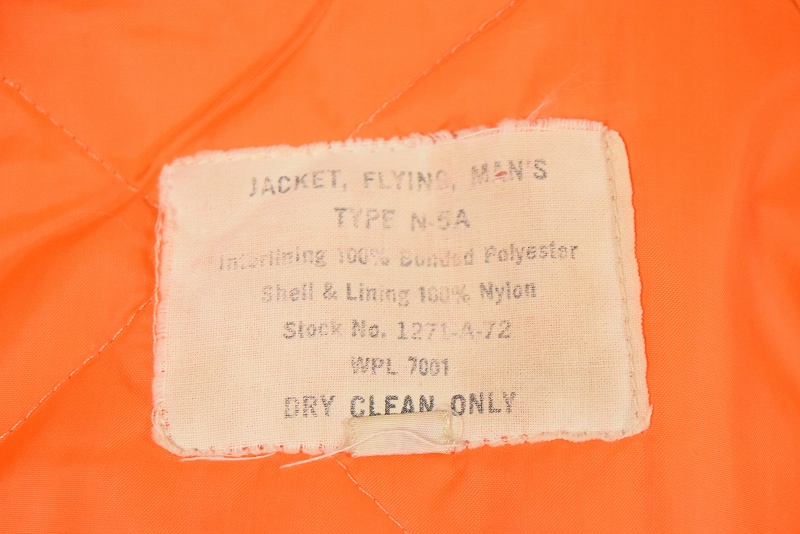 JACKET, FLYING, MAN'S
TYPE N-5A
Interlining 100% Bonded Polyester
Shell & Lining 100% Nylon
Stock No. 1271-A-72
WPL 7001
DRY CLEAN ONLY